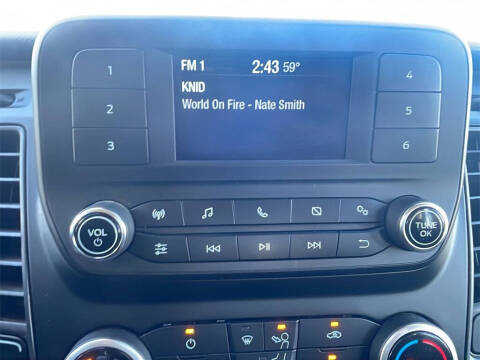 FM 1 2:43 59°
KNID
World On Fire - Nate Smith
1 4
2 5
3 6
VOL
TUNE
OK